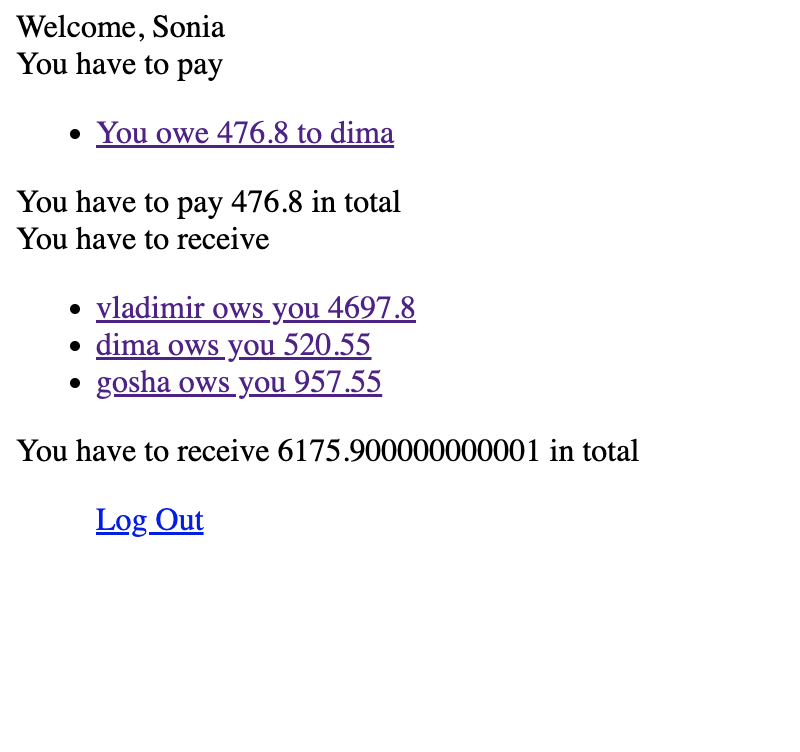 Welcome, Sonia
You have to pay
• You owe 476.8 to dima
You have to pay 476.8 in total
You have to receive
• vladimir ows you 4697.8
• dima ows you 520.55
• gosha ows you 957.55
You have to receive 6175.900000000001 in total
Log Out